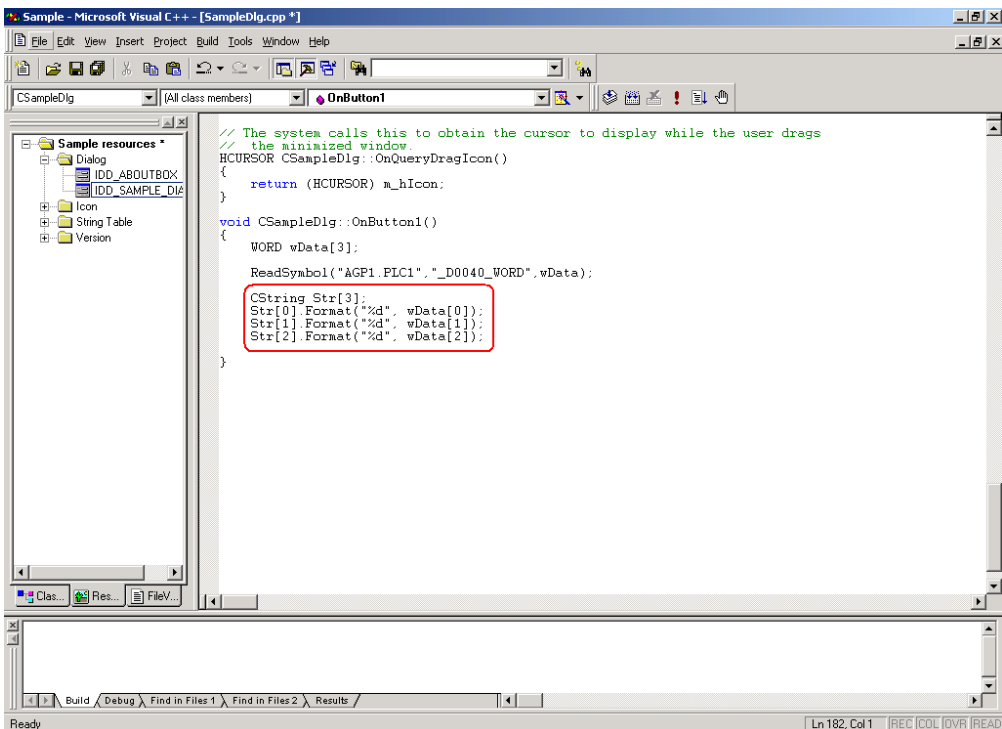 Sample - Microsoft Visual C++ - [SampleDlg.cpp *]
File Edit View Insert Project Build Tools Window Help
CSampleDlg (All class members) OnButton1
Sample resources *
Dialog
IDD_ABOUTBOX
IDD_SAMPLE_DIA
Icon
String Table
Version
Clas... Res... FileV...
// The system calls this to obtain the cursor to display while the user drags
//  the minimized window.
HCURSOR CSampleDlg::OnQueryDragIcon()
{
return (HCURSOR) m_hIcon;
}
void CSampleDlg::OnButton1()
{
WORD wData[3];
ReadSymbol("AGP1.PLC1","_D0040_WORD",wData);
CString Str[3];
Str[0].Format("%d", wData[0]);
Str[1].Format("%d", wData[1]);
Str[2].Format("%d", wData[2]);
}
Build Debug Find in Files 1 Find in Files 2 Results
Ready Ln 182, Col 1 REC COL OVR READ